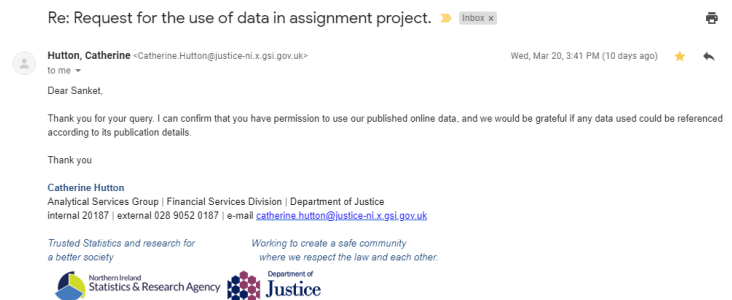 Re: Request for the use of data in assignment project. Inbox x
Hutton, Catherine <Catherine.Hutton@justice-ni.x.gsi.gov.uk> Wed, Mar 20, 3:41 PM (10 days ago)
to me
Dear Sanket,
Thank you for your query. I can confirm that you have permission to use our published online data, and we would be grateful if any data used could be referenced
according to its publication details.
Thank you
Catherine Hutton
Analytical Services Group | Financial Services Division | Department of Justice
internal 20187 | external 028 9052 0187 | e-mail catherine.hutton@justice-ni.x.gsi.gov.uk
Trusted Statistics and research for Working to create a safe community
a better society where we respect the law and each other.
Northern Ireland
Statistics & Research Agency
Department of
Justice